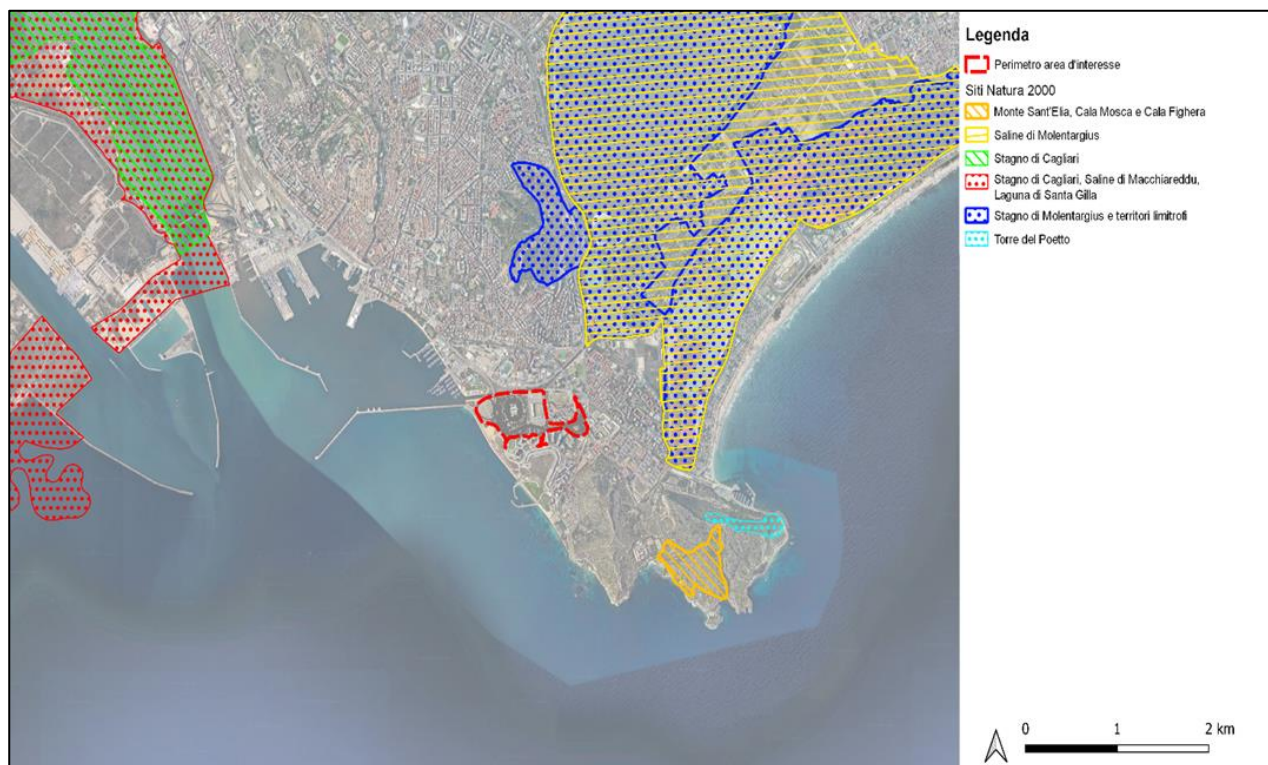 Legenda
Perimetro area d'interesse
Siti Natura 2000
Monte Sant'Elia, Cala Mosca e Cala Fighera
Saline di Molentargius
Stagno di Cagliari
Stagno di Cagliari, Saline di Macchiareddu,
Laguna di Santa Gilla
Stagno di Molentargius e territori limitrofi
Torre del Poetto
0 1 2 km